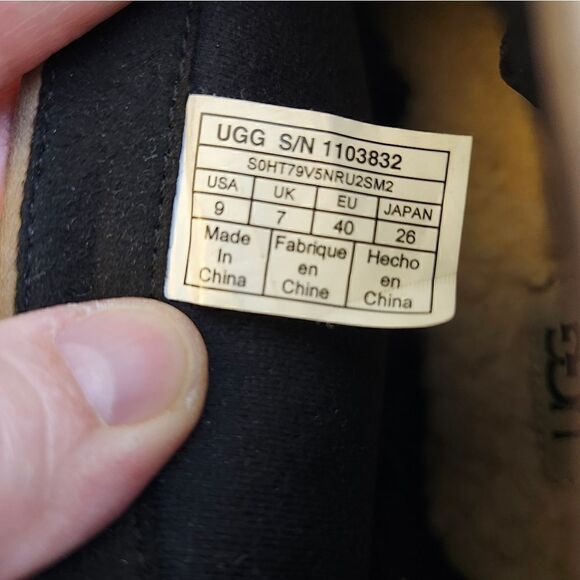 UGG S/N 1103832
S0HT79V5NRU2SM2
USA UK EU JAPAN
9 7 40 26
Made Fabrique Hecho
In en en
China Chine China
UGG